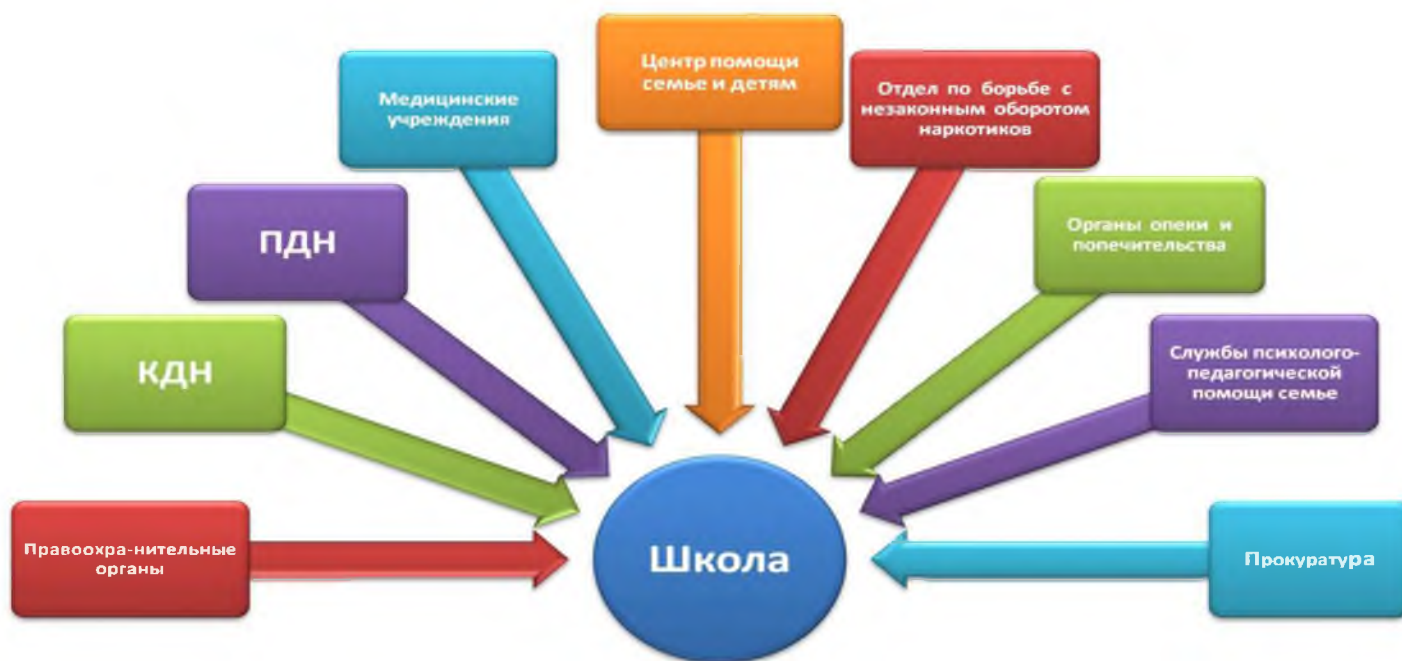 Центр помощи
семье и детям
Медицинские
учреждения
Отдел по борьбе с
незаконным оборотом
наркотиков
ПДН
Органы опеки и
попечительства
КДН
Службы психолого-
педагогической
помощи семье
Правоохра-нительные
органы
Школа
Прокуратура